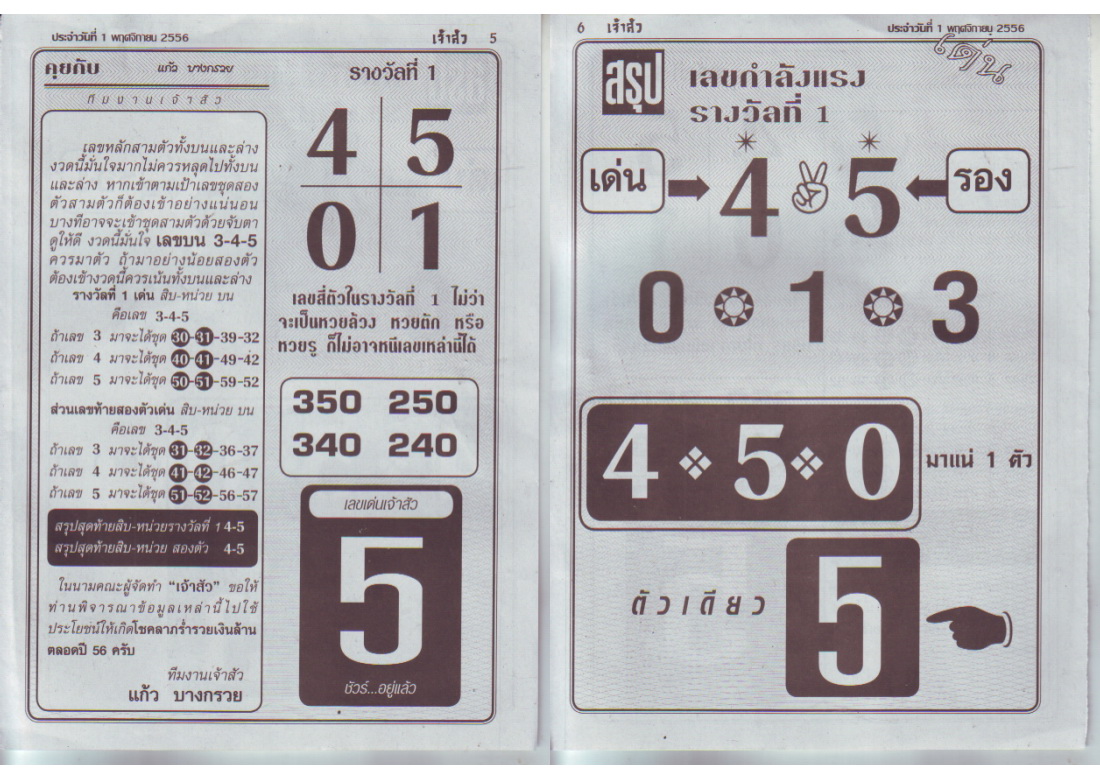 ประจำวันที่ 1 พฤศจิกายน 2556
เจ้าสัว 5
คุยกับ แก้ว บางกรวย
ทีมงานเจ้าสัว
เลขหลักสามตัวทั้งบนและล่าง
งวดนี้มั่นใจมากไม่ควรหลุดไปทั้งบน
และล่าง หากเข้าตามเป้าเลขชุดสอง
ตัวสามตัวก็ต้องเข้าอย่างแน่นอน
บางทีอาจจะเข้าชุดสามตัวด้วยจับตา
ดูให้ดี งวดนี้มั่นใจ เลขบน 3-4-5
ควรมาตัว ถ้ามาอย่างน้อยสองตัว
ต้องเข้างวดนี้ควรเน้นทั้งบนและล่าง
รางวัลที่ 1 เด่น สิบ-หน่วย บน
คือเลข 3-4-5
ถ้าเลข 3 มาจะได้ชุด 30-31-39-32
ถ้าเลข 4 มาจะได้ชุด 40-41-49-42
ถ้าเลข 5 มาจะได้ชุด 50-51-59-52
ส่วนเลขท้ายสองตัวเด่น สิบ-หน่วย บน
คือเลข 3-4-5
ถ้าเลข 3 มาจะได้ชุด 31-32-36-37
ถ้าเลข 4 มาจะได้ชุด 41-42-46-47
ถ้าเลข 5 มาจะได้ชุด 51-52-56-57
สรุปสุดท้ายสิบ-หน่วยรางวัลที่ 1 4-5
สรุปสุดท้ายสิบ-หน่วย สองตัว 4-5
ในนามคณะผู้จัดทำ "เจ้าสัว" ขอให้
ท่านพิจารณาข้อมูลเหล่านี้ไปใช้
ประโยชน์ให้เกิดโชคลาภร่ำรวยเงินล้าน
ตลอดปี 56 ครับ
ทีมงานเจ้าสัว
แก้ว บางกรวย
รางวัลที่ 1
4 5
0 1
เลขสี่ตัวในรางวัลที่ 1 ไม่ว่า
จะเป็นหวยล้วง หวยดัก หรือ
หวยรู ก็ไม่อาจหนีเลขเหล่านี้ได้
350 250
340 240
เลขเด่นเจ้าสัว
5
ชัวร์...อยู่แล้ว
6 เจ้าสัว
ประจำวันที่ 1 พฤศจิกายน 2556
เด่น
สรุป
เลขกำลังแรง
รางวัลที่ 1
เด่น 4 5 รอง
0 1 3
4 5 0 มาแน่ 1 ตัว
ตัวเดียว 5